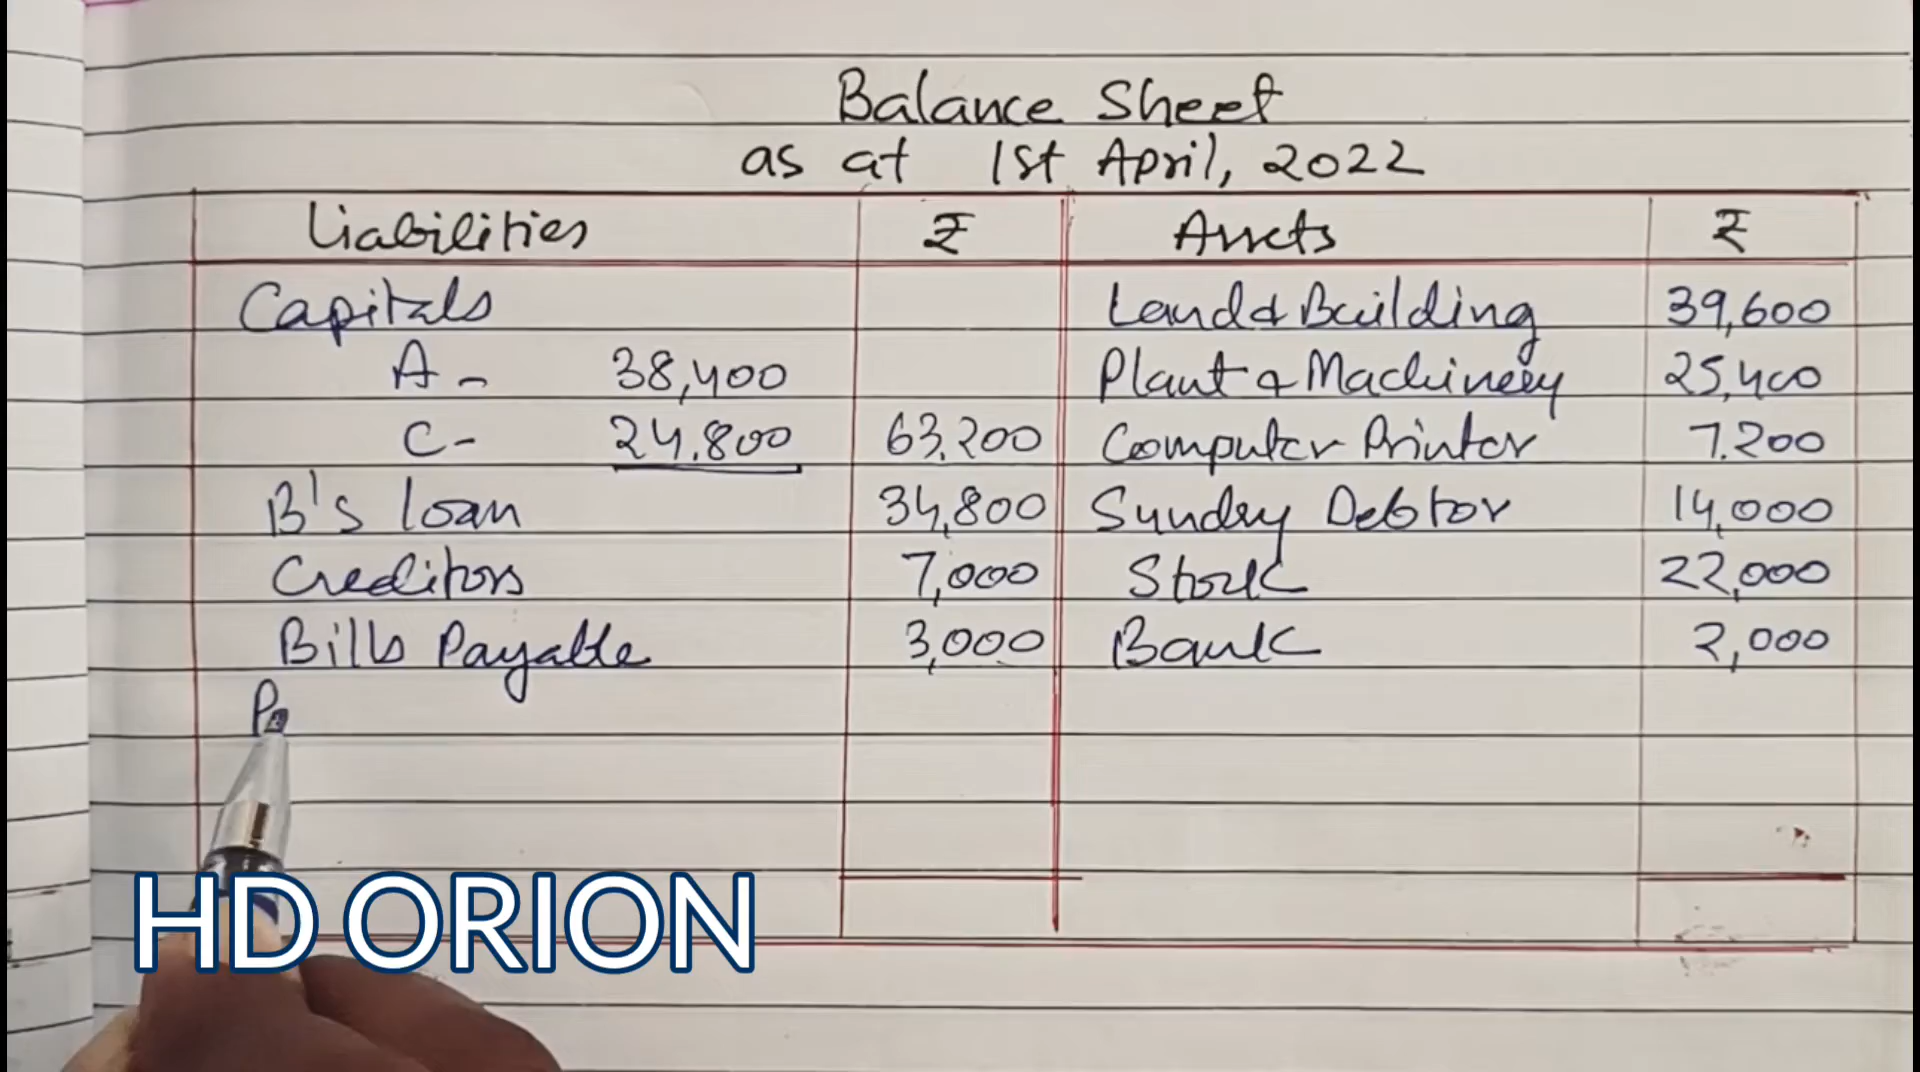 Balance Sheet
as at 1st April, 2022
Liabilities ₹ Assets ₹
Capitals Land & Building 39,600
A - 38,400 Plant & Machinery 25,400
C - 24,800 63,200 Computer Printer 7,200
B's loan 34,800 Sundry Debtor 14,000
Creditors 7,000 Stock 22,000
Bills Payable 3,000 Bank 2,000
HD ORION